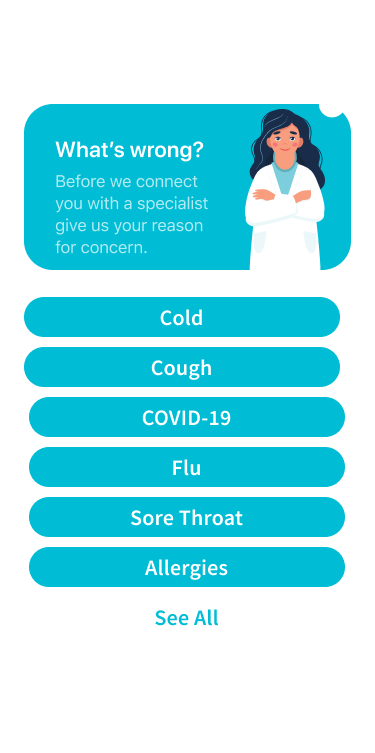 What’s wrong?
Before we connect
you with a specialist
give us your reason
for concern.
Cold
Cough
COVID-19
Flu
Sore Throat
Allergies
See All